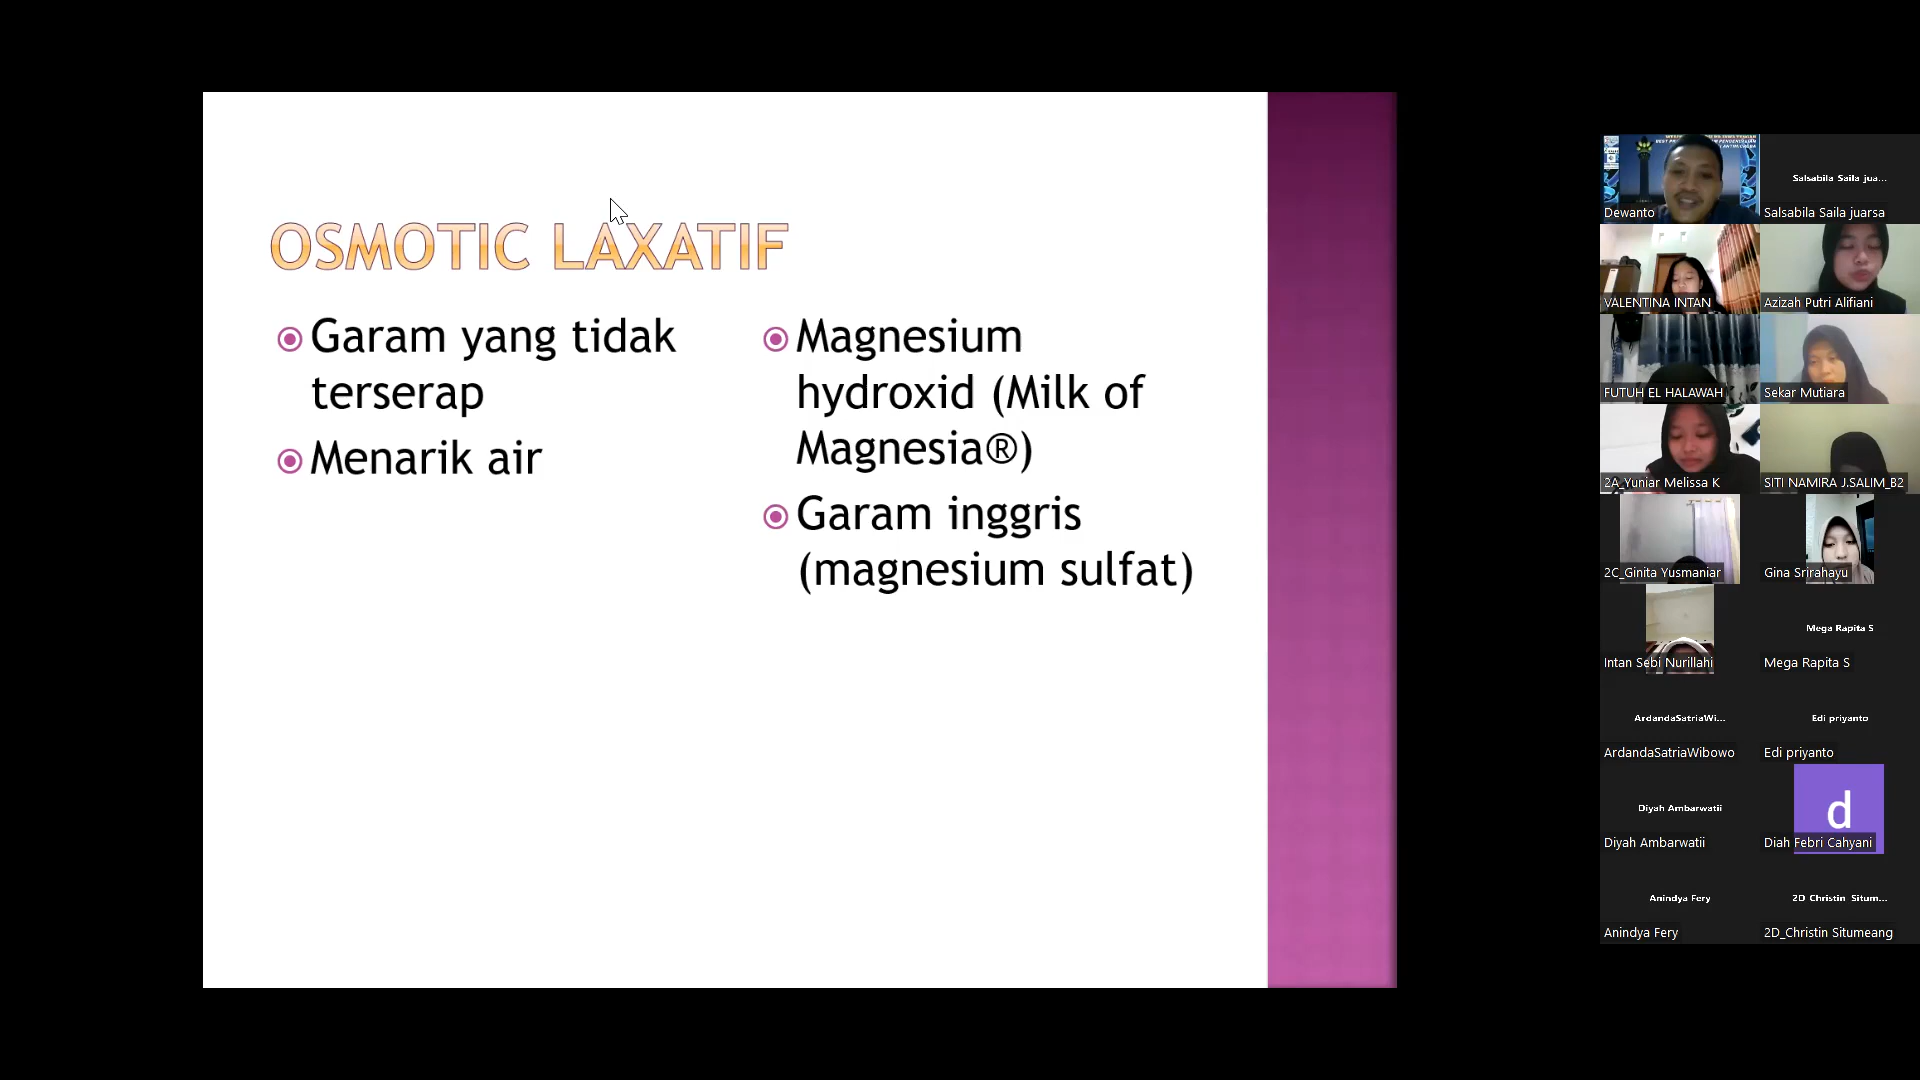 OSMOTIC LAXATIF
Garam yang tidak
terserap
Menarik air
Magnesium
hydroxid (Milk of
Magnesia®)
Garam inggris
(magnesium sulfat)
Dewanto
Salsabila Saila jua...
Salsabila Saila juarsa
VALENTINA INTAN
Azizah Putri Alifiani
FUTUH EL HALAWAH
Sekar Mutiara
2A_Yuniar Melissa K
SITI NAMIRA J.SALIM_B2
2C_Ginita Yusmaniar
Gina Srirahayu
Intan Sebi Nurillahi
Mega Rapita S
Mega Rapita S
ArdandaSatriaWi...
ArdandaSatriaWibowo
Edi priyanto
Edi priyanto
Diyah Ambarwatii
Diyah Ambarwatii
d
Diah Febri Cahyani
Anindya Fery
Anindya Fery
2D Christin Situm...
2D_Christin Situmeang